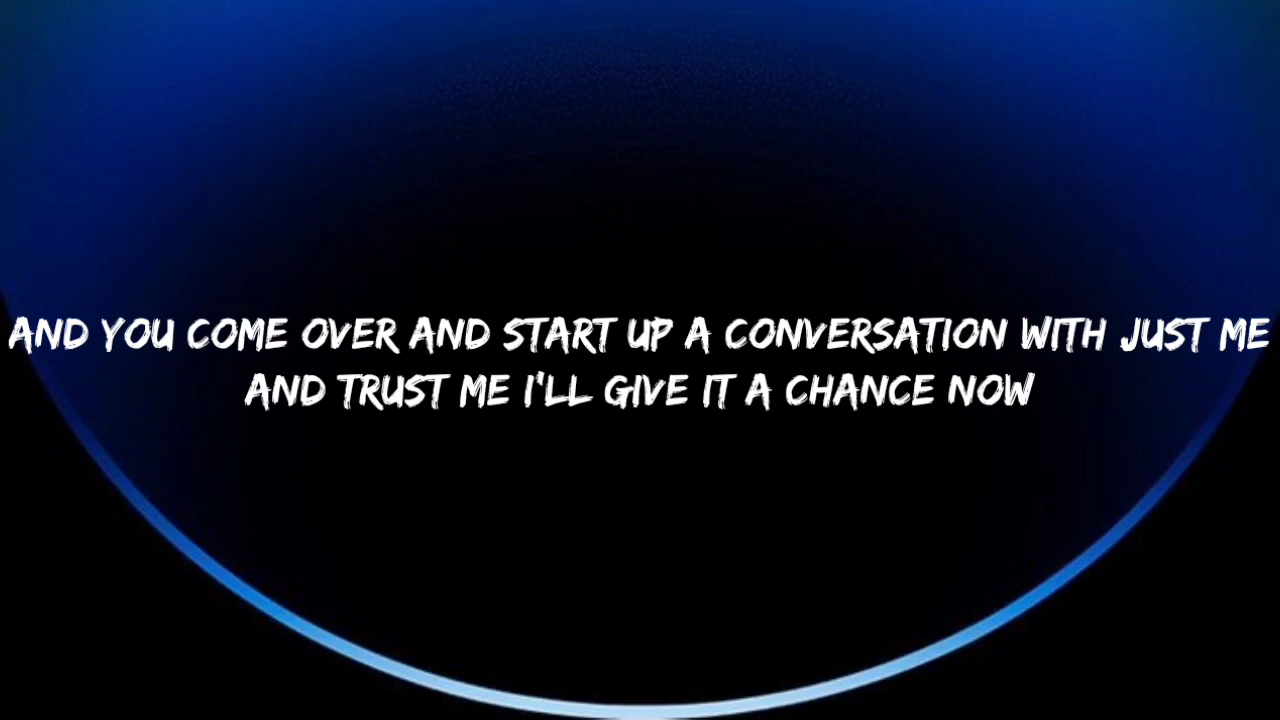 AND YOU COME OVER AND START UP A CONVERSATION WITH JUST ME
AND TRUST ME I'LL GIVE IT A CHANCE NOW